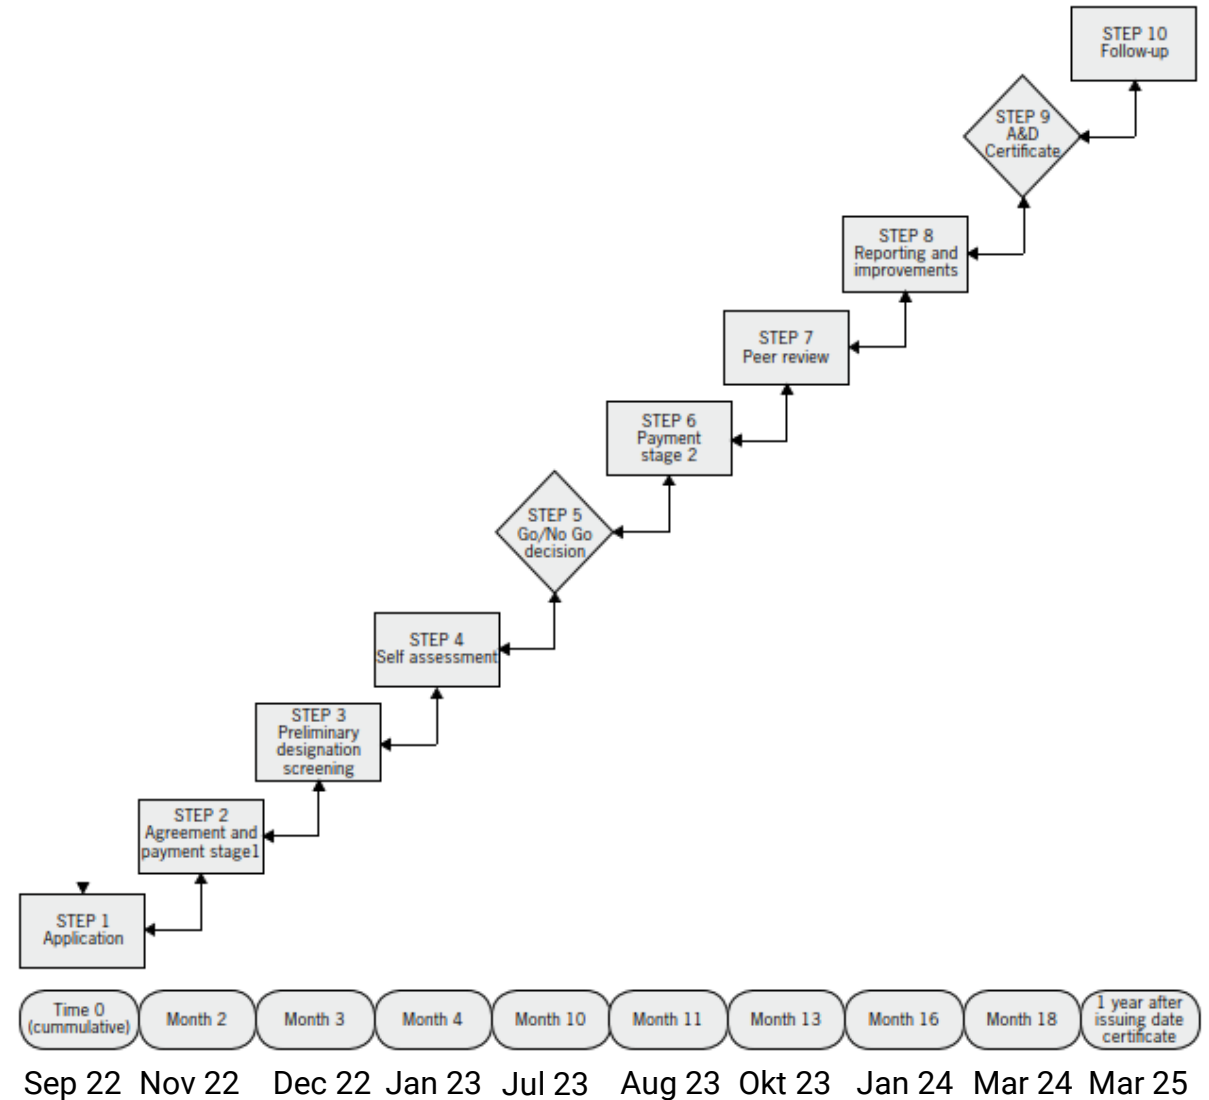 STEP 10
Follow-up
STEP 9
A&D
Certificate
STEP 8
Reporting and
improvements
STEP 7
Peer review
STEP 6
Payment
stage 2
STEP 5
Go/No Go
decision
STEP 4
Self assessment
STEP 3
Preliminary
designation
screening
STEP 2
Agreement and
payment stage1
STEP 1
Application
Time 0
(cummulative)
Month 2
Month 3
Month 4
Month 10
Month 11
Month 13
Month 16
Month 18
1 year after
issuing date
certificate
Sep 22
Nov 22
Dec 22
Jan 23
Jul 23
Aug 23
Okt 23
Jan 24
Mar 24
Mar 25